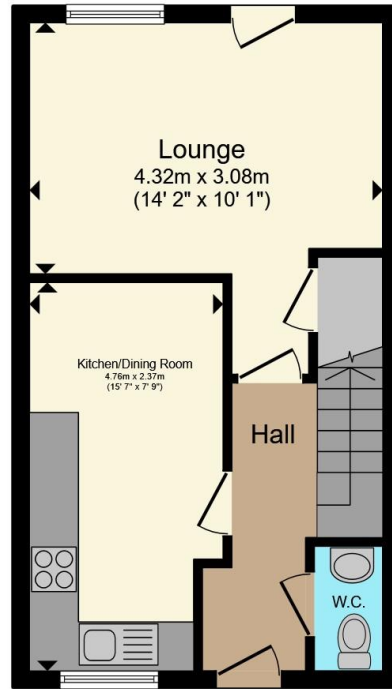 Lounge
4.32m x 3.08m
(14' 2" x 10' 1")
Kitchen/Dining Room
4.76m x 2.37m
(15' 7" x 7' 9")
Hall
W.C.